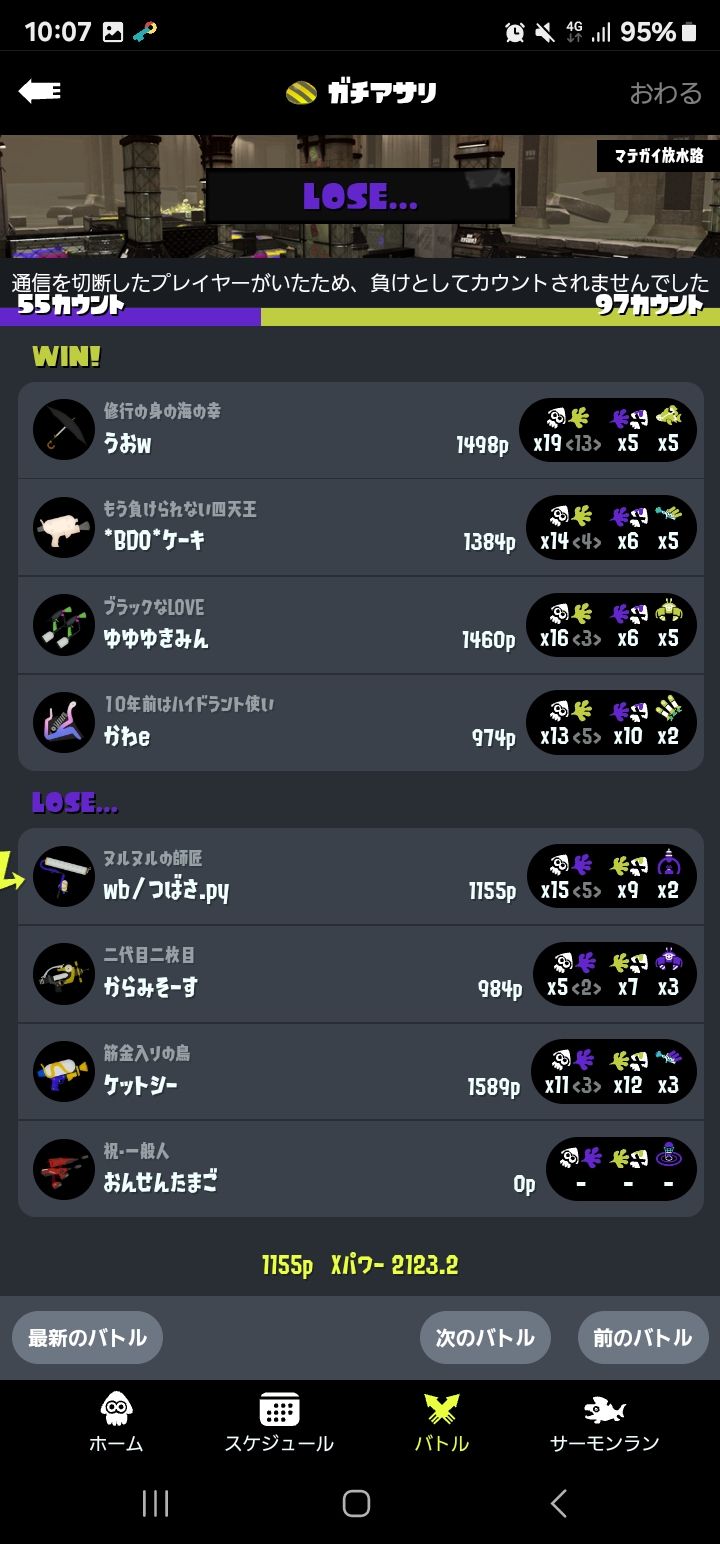 10:07 4G 95%
ガチアサリ おわる
マテガイ放水路
LOSE...
通信を切断したプレイヤーがいたため、負けとしてカウントされませんでした
55カウント 97カウント
WIN!
修行の身の海の幸
うおw 1498p x19<13> x5 x5
もう負けられない四天王
*BDO*ケーキ 1384p x14<4> x6 x5
ブラックなLOVE
ゆゆゆきみん 1460p x16<3> x6 x5
10年前はハイドラント使い
かわe 974p x13<5> x10 x2
LOSE...
ヌルヌルの師匠
wb/つばさ.py 1155p x15<5> x9 x2
二代目二枚目
からみそーす 984p x5<2> x7 x3
筋金入りの鳥
ケットシー 1589p x11<3> x12 x3
祝・一般人
おんせんたまご 0p - - -
1155p Xパワー 2123.2
最新のバトル 次のバトル 前のバトル
ホーム スケジュール バトル サーモンラン